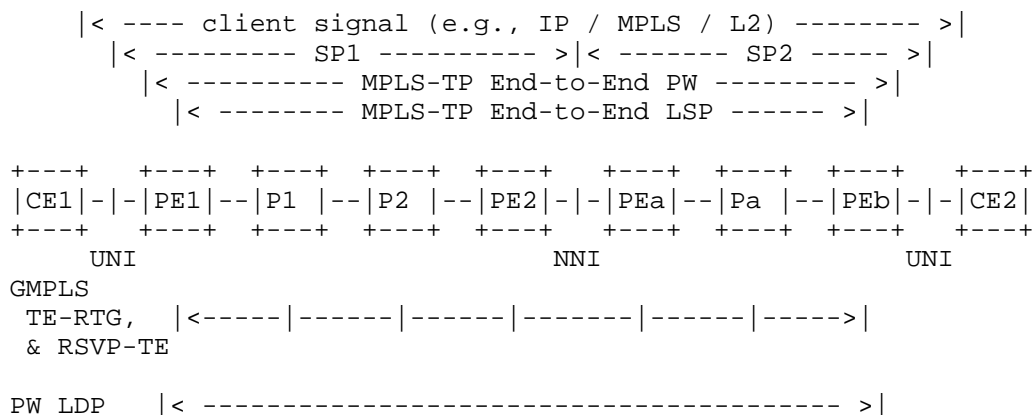 |< ---- client signal (e.g., IP / MPLS / L2) -------- >|
|< --------- SP1 ---------- >|< ------- SP2 ----- >|
|< ---------- MPLS-TP End-to-End PW --------- >|
|< -------- MPLS-TP End-to-End LSP ------ >|
+---+ +---+ +---+ +---+ +---+ +---+ +---+ +---+ +---+
|CE1|-|-|PE1|--|P1 |--|P2 |--|PE2|-|-|PEa|--|Pa |--|PEb|-|-|CE2|
+---+ +---+ +---+ +---+ +---+ +---+ +---+ +---+ +---+
UNI NNI UNI
GMPLS
TE-RTG, |<-----|------|------|-------|------|----->|
& RSVP-TE
PW LDP |< ---------------------------------------- >|